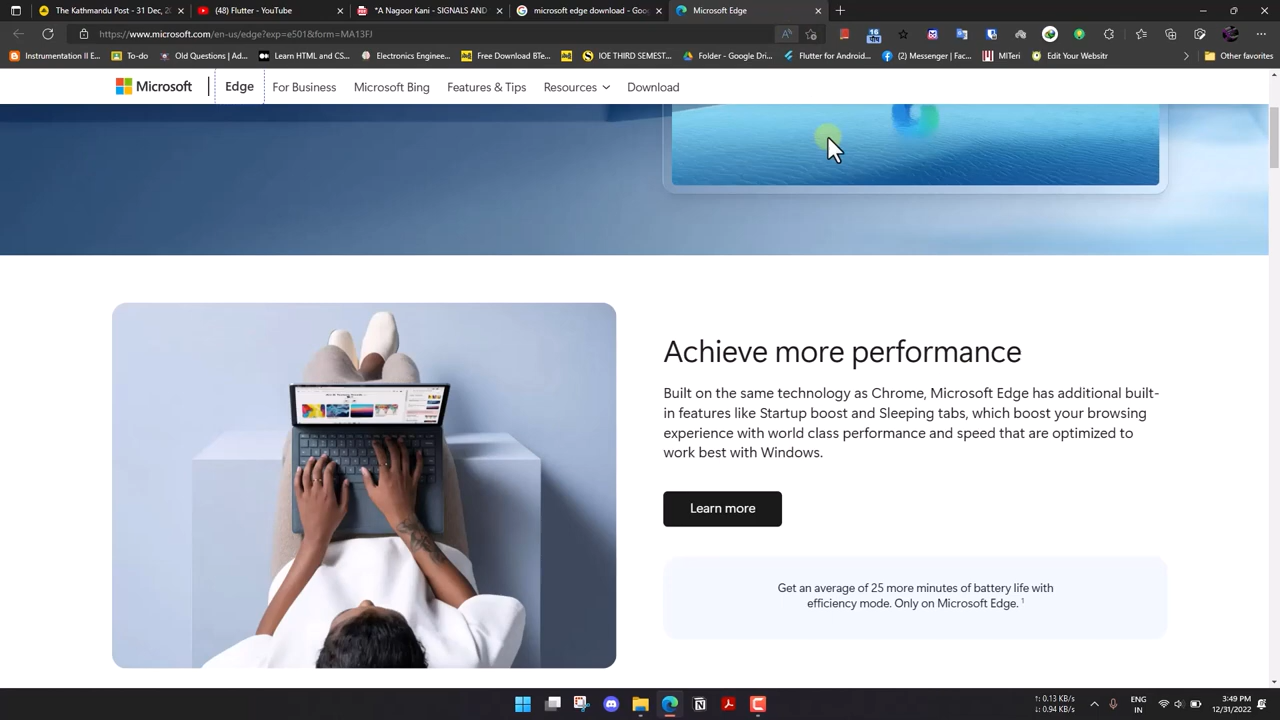 The Kathmandu Post - 31 Dec, 2
(48) Flutter - YouTube
"A Nagoor Kani - SIGNALS AND
microsoft edge download - Goo
Microsoft Edge
https://www.microsoft.com/en-us/edge?exp=e501&form=MA13FJ
Instrumentation II E...
To-do
Old Questions | Ad...
Learn HTML and CS...
Electronics Enginee...
Free Download BTe...
IOE THIRD SEMEST...
Folder - Google Dri...
Flutter for Android...
(2) Messenger | Fac...
MITeri
Edit Your Websit
Other favorites
Microsoft
Edge
For Business
Microsoft Bing
Features & Tips
Resources
Download
Achieve more performance
Built on the same technology as Chrome, Microsoft Edge has additional built-
in features like Startup boost and Sleeping tabs, which boost your browsing
experience with world class performance and speed that are optimized to
work best with Windows.
Learn more
Get an average of 25 more minutes of battery life with
efficiency mode. Only on Microsoft Edge. 1
↑: 0.13 KB/s
↓: 0.94 KB/s
ENG
IN
3:49 PM
12/31/2022